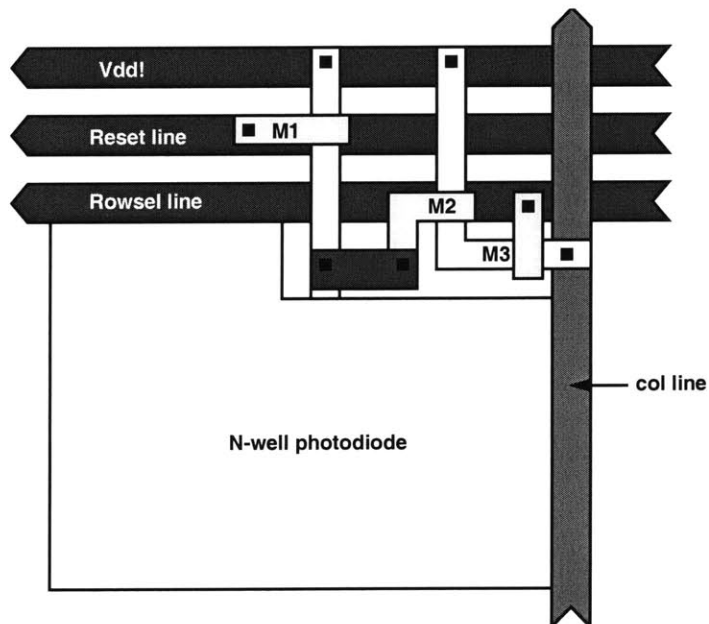 Vdd!
Reset line
M1
Rowsel line
M2
M3
col line
N-well photodiode